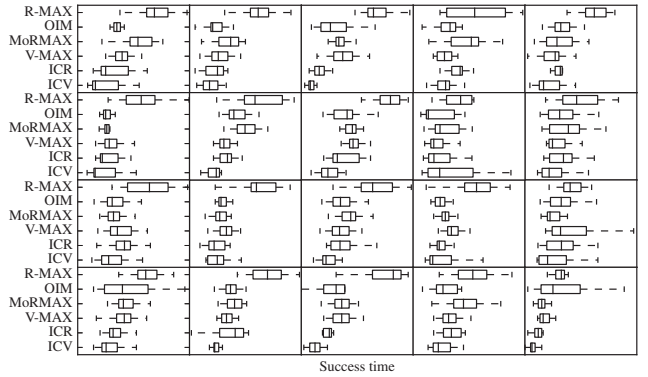 R-MAX
OIM
MoRMAX
V-MAX
ICR
ICV
R-MAX
OIM
MoRMAX
V-MAX
ICR
ICV
R-MAX
OIM
MoRMAX
V-MAX
ICR
ICV
R-MAX
OIM
MoRMAX
V-MAX
ICR
ICV
Success time